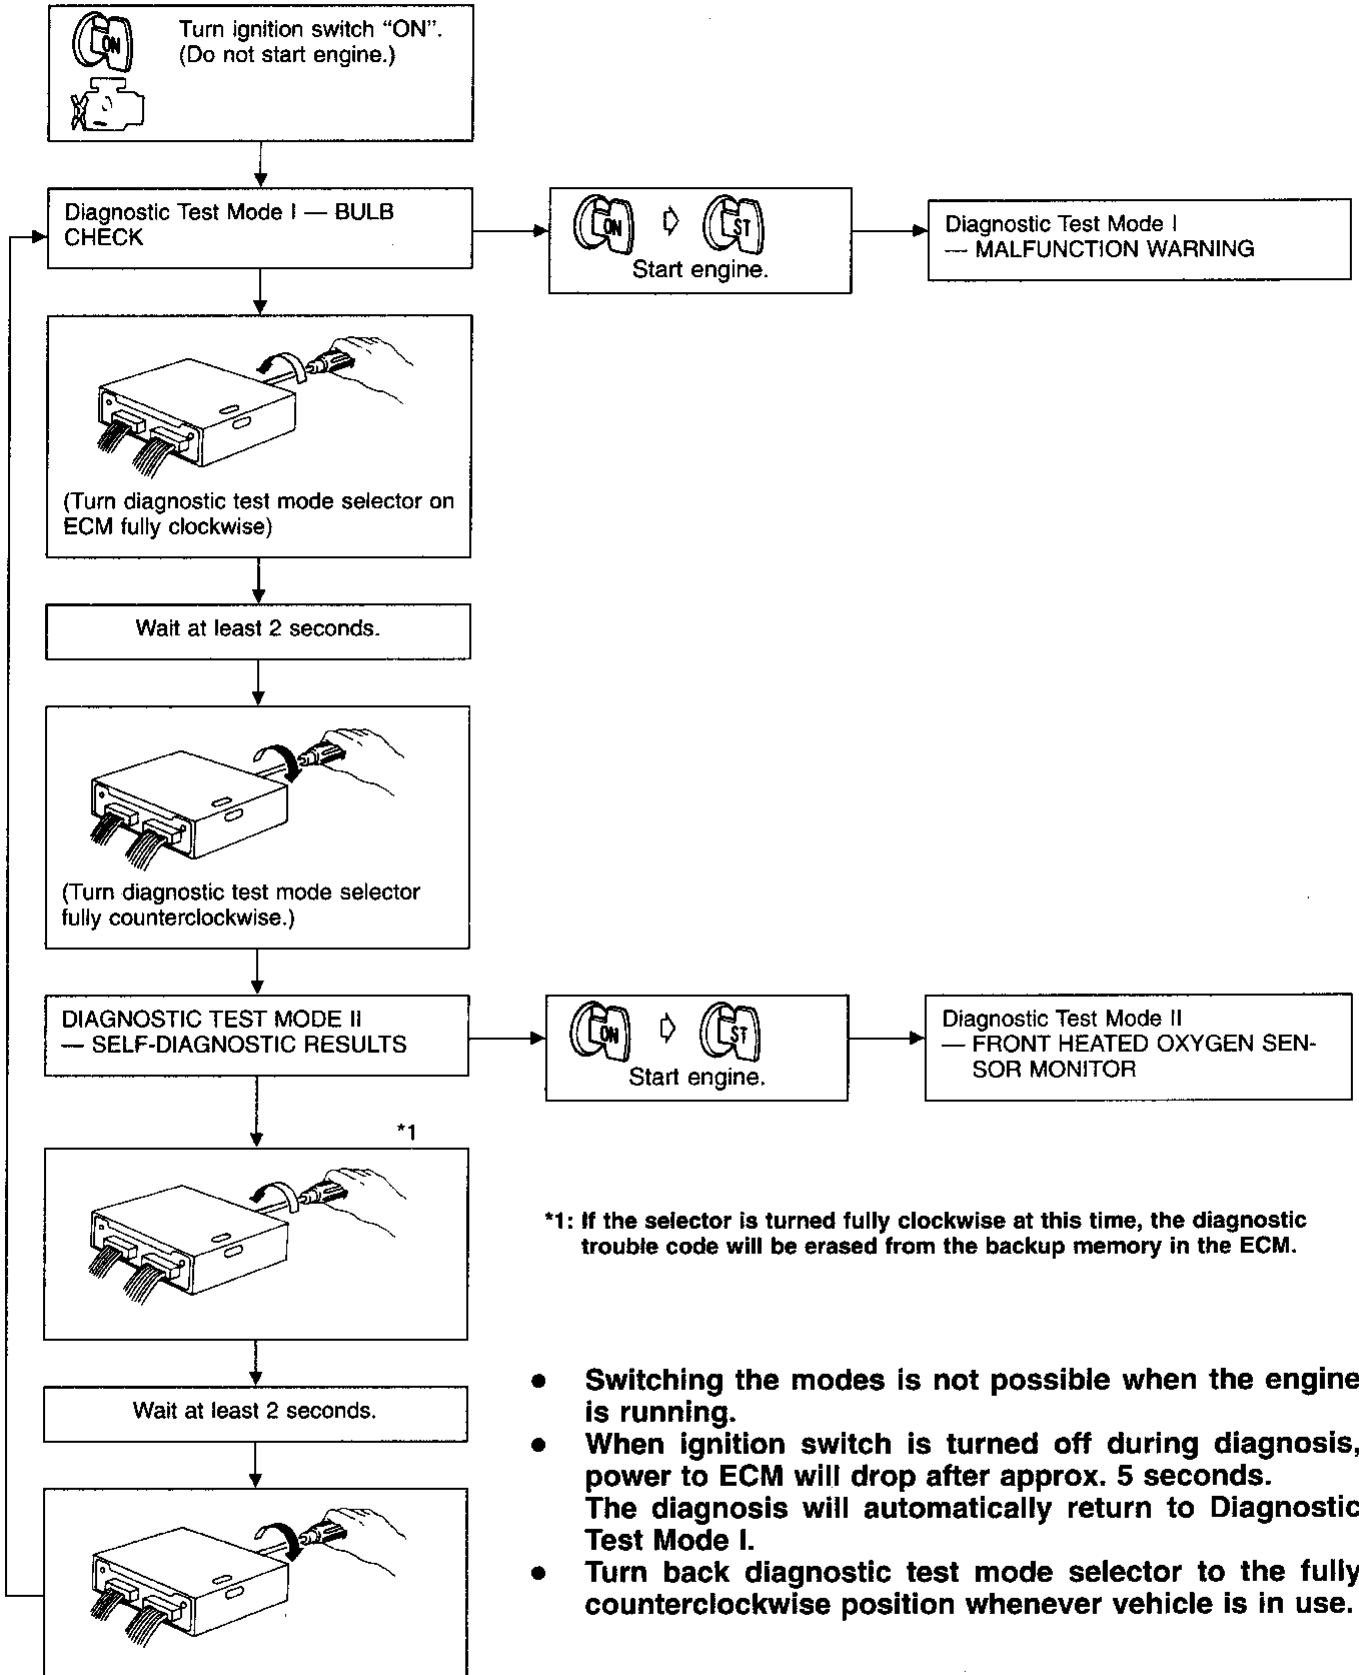 ON
Turn ignition switch “ON”.
(Do not start engine.)
Diagnostic Test Mode I — BULB
CHECK
ON
ST
Start engine.
Diagnostic Test Mode I
— MALFUNCTION WARNING
(Turn diagnostic test mode selector on
ECM fully clockwise)
Wait at least 2 seconds.
(Turn diagnostic test mode selector
fully counterclockwise.)
DIAGNOSTIC TEST MODE II
— SELF-DIAGNOSTIC RESULTS
ON
ST
Start engine.
Diagnostic Test Mode II
— FRONT HEATED OXYGEN SEN-
SOR MONITOR
*1
*1: If the selector is turned fully clockwise at this time, the diagnostic
trouble code will be erased from the backup memory in the ECM.
Wait at least 2 seconds.
● Switching the modes is not possible when the engine
is running.
● When ignition switch is turned off during diagnosis,
power to ECM will drop after approx. 5 seconds.
The diagnosis will automatically return to Diagnostic
Test Mode I.
● Turn back diagnostic test mode selector to the fully
counterclockwise position whenever vehicle is in use.